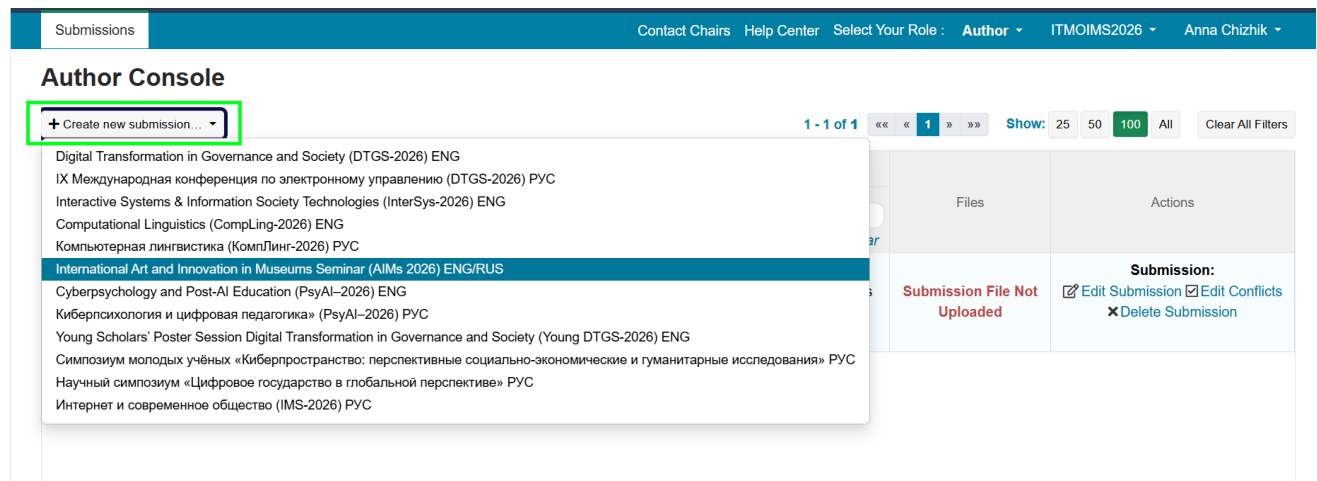 Submissions Contact Chairs Help Center Select Your Role : Author ITMOIMS2026 Anna Chizhik
Author Console
Create new submission... 1 - 1 of 1 «« « 1 » »» Show: 25 50 100 All Clear All Filters
Digital Transformation in Governance and Society (DTGS-2026) ENG
IX Международная конференция по электронному управлению (DTGS-2026) РУС
Interactive Systems & Information Society Technologies (InterSys-2026) ENG
Files Actions
Computational Linguistics (CompLing-2026) ENG
Компьютерная лингвистика (КомпЛинг-2026) РУС
International Art and Innovation in Museums Seminar (AIMs 2026) ENG/RUS
Submission:
Cyberpsychology and Post-AI Education (PsyAI–2026) ENG
Submission File Not Uploaded
Edit Submission Edit Conflicts
Delete Submission
Киберпсихология и цифровая педагогика» (PsyAI–2026) РУС
Young Scholars' Poster Session Digital Transformation in Governance and Society (Young DTGS-2026) ENG
Симпозиум молодых учёных «Киберпространство: перспективные социально-экономические и гуманитарные исследования» РУС
Научный симпозиум «Цифровое государство в глобальной перспективе» РУС
Интернет и современное общество (IMS-2026) РУС